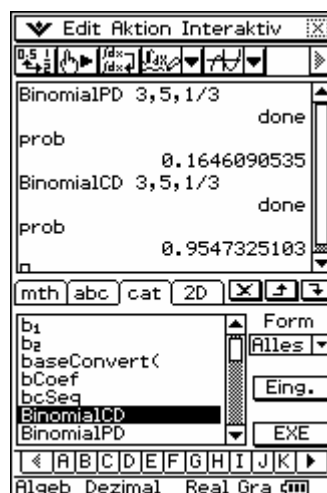 Edit Aktion Interaktiv
BinomialPD 3,5,1/3
done
prob
0.1646090535
BinomialCD 3,5,1/3
done
prob
0.9547325103
mth abc cat 2D
b₁
b₂
baseConvert(
bCoef
bcSeq
BinomialCD
BinomialPD
Form
Alles
Eing.
EXE
A B C D E F G H I J K
Algeb Dezimal Real Gra